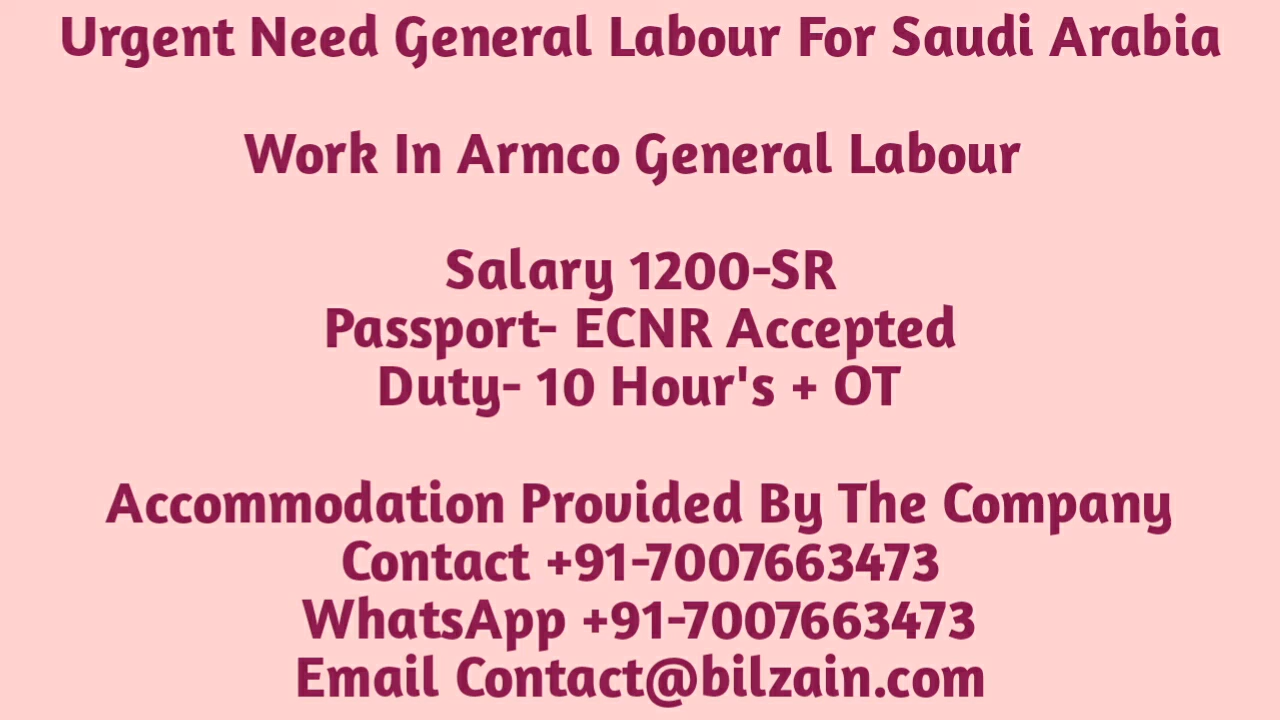 Urgent Need General Labour For Saudi Arabia
Work In Armco General Labour
Salary 1200-SR
Passport- ECNR Accepted
Duty- 10 Hour's + OT
Accommodation Provided By The Company
Contact +91-7007663473
WhatsApp +91-7007663473
Email Contact@bilzain.com